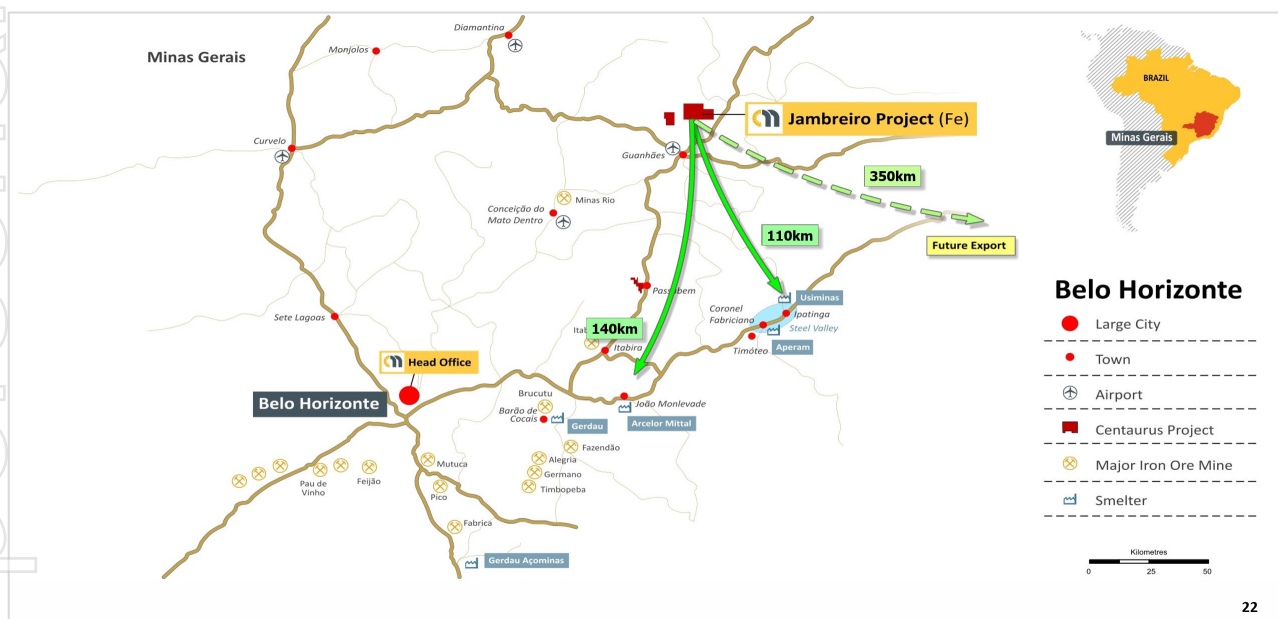 Minas Gerais
Diamantina
Monjolos
Curvelo
Guanhães
Jambreiro Project (Fe)
350km
110km
Future Export
Minas Rio
Conceição do
Mato Dentro
Passabem
Sete Lagoas
140km
Itabira
Coronel
Fabriciano
Usiminas
Ipatinga
Steel Valley
Timóteo
Aperam
Head Office
Belo Horizonte
Brucutu
Barão de
Cocais
Gerdau
João Monlevade
Arcelor Mittal
Fazendão
Alegria
Germano
Timbopeba
Mutuca
Pico
Pau de
Vinho
Feijão
Fabrica
Gerdau Açominas
BRAZIL
Minas Gerais
Belo Horizonte
Large City
Town
Airport
Centaurus Project
Major Iron Ore Mine
Smelter
Kilometres
0 25 50
22